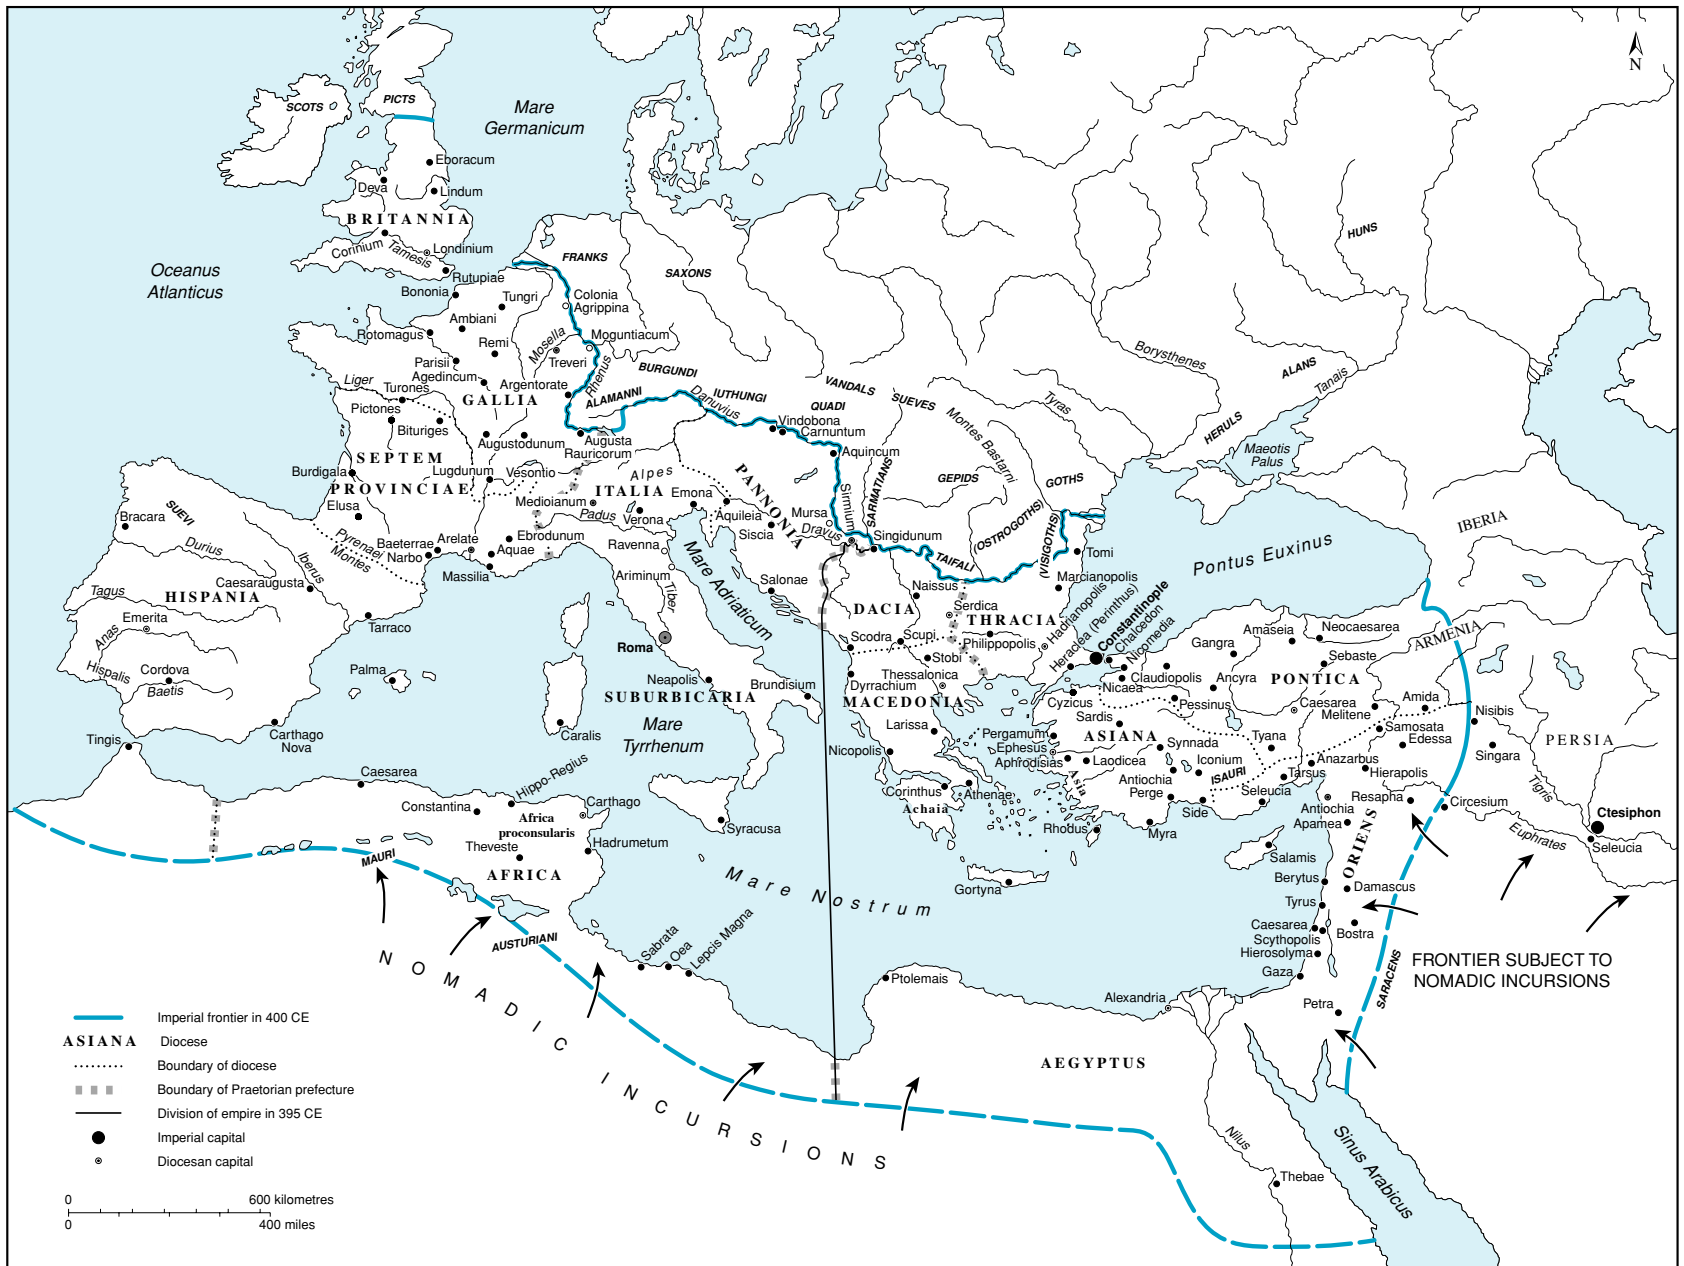 N
SCOTS
PICTS
Mare
Germanicum
Eboracum
Deva
Lindum
BRITANNIA
Corinium
Tamesis
Londinium
Rutupiae
Oceanus
Atlanticus
Bononia
Tungri
FRANKS
SAXONS
HUNS
Colonia
Agrippina
Ambiani
Rotomagus
Remi
Mosella
Moguntiacum
Treveri
Parisii
Agedincum
Argentorate
Rhenus
BURGUNDI
ALAMANNI
Danuvius
IUTHUNGI
VANDALS
QUADI
SUEVES
Borysthenes
ALANS
Tanais
Tyras
HERULS
Maeotis
Palus
Liger
Turones
GALLIA
Pictones
Bituriges
Augustodunum
Augusta
Rauricorum
Vindobona
Carnuntum
Aquincum
Montes Bastarni
SEPTEM
PROVINCIAE
Burdigala
Lugdunum
Vesontio
Elusa
Alpes
ITALIA
Mediolanum
Padus
Verona
Emona
Aquileia
PANNONIA
Siscia
Mursa
Dravus
Sirmium
SARMATIANS
Singidunum
GEPIDS
GOTHS
(OSTROGOTHS)
(VISIGOTHS)
TAIFALI
Tomi
Pontus Euxinus
IBERIA
SUEVI
Bracara
Durius
Pyrenaei
Montes
Iberus
Baeterrae
Narbo
Arelate
Aquae
Massilia
Ebrodunum
Ravenna
Ariminum
Tiber
Mare Adriaticum
Salonae
Caesaraugusta
HISPANIA
Tagus
Emerita
Anas
Hispalis
Cordova
Baetis
Tarraco
Palma
Carthago
Nova
Roma
Neapolis
SUBURBICARIA
Brundisium
Mare
Tyrrhenum
Caralis
Naissus
DACIA
Serdica
Marcianopolis
THRACIA
Scodra
Scupi
Stobi
Philippopolis
Hadrianopolis
Heraclea (Perinthus)
Constantinople
Chalcedon
Nicomedia
Dyrrachium
Thessalonica
MACEDONIA
Larissa
Nicopolis
Corinthus
Athenae
Achaia
Nicaea
Cyzicus
Claudiopolis
Gangra
Amaseia
Neocaesarea
Sebaste
ARMENIA
PONTICA
Ancyra
Pessinus
Caesarea
Melitene
Amida
Samosata
Edessa
Nisibis
Singara
PERSIA
Sardis
Pergamum
Ephesus
Aphrodisias
ASIANA
Asia
Laodicea
Synnada
Iconium
Antiochia
Perge
ISAURI
Tyana
Tarsus
Anazarbus
Hierapolis
Seleucia
Side
Myra
Rhodus
Antiochia
Apamea
Resapha
Circesium
Tigris
Ctesiphon
Seleucia
Euphrates
Tingis
Caesarea
Hippo-Regius
Constantina
Carthago
Africa
proconsularis
Theveste
Hadrumetum
AFRICA
Syracusa
MAURI
AUSTURIANI
Mare Nostrum
Gortyna
Salamis
ORIENS
Berytus
Damascus
Tyrus
Caesarea
Scythopolis
Bostra
Hierosolyma
Gaza
Petra
SARACENS
FRONTIER SUBJECT TO
NOMADIC INCURSIONS
Sabrata
Oea
Lepcis Magna
Ptolemais
Alexandria
AEGYPTUS
Nilus
Thebae
Sinus Arabicus
NOMADIC INCURSIONS
Imperial frontier in 400 CE
ASIANA Diocese
Boundary of diocese
Boundary of Praetorian prefecture
Division of empire in 395 CE
Imperial capital
Diocesan capital
0 600 kilometres
0 400 miles